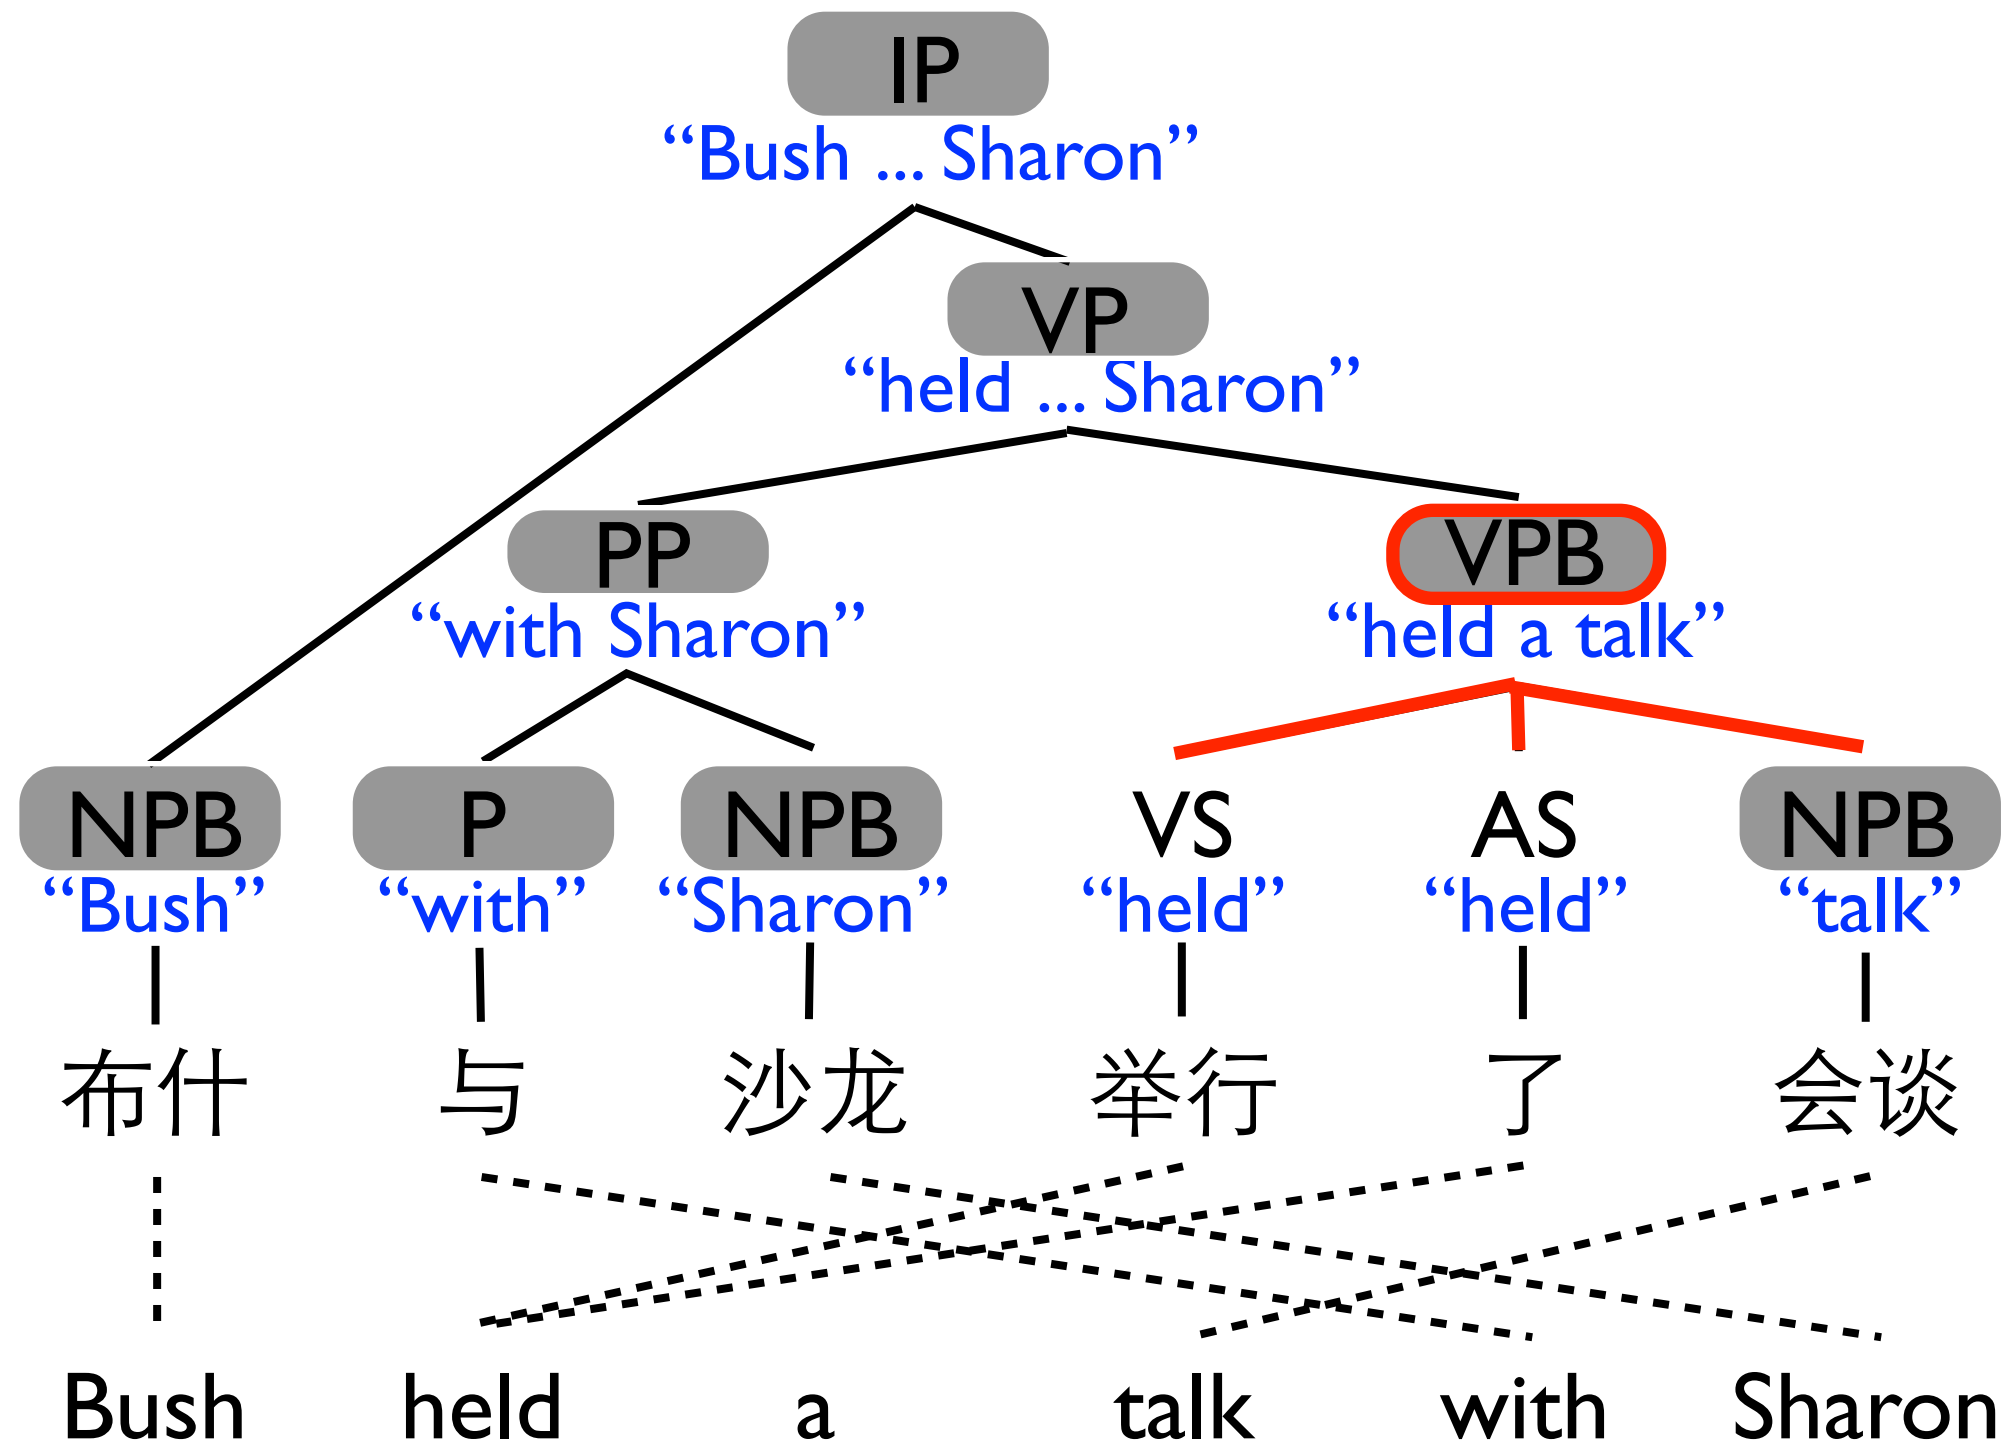 IP
“Bush ... Sharon”
VP
“held ... Sharon”
PP VPB
“with Sharon” “held a talk”
NPB P NPB VS AS NPB
“Bush” “with” “Sharon” “held” “held” “talk”
布什 与 沙龙 举行 了 会谈
Bush held a talk with Sharon